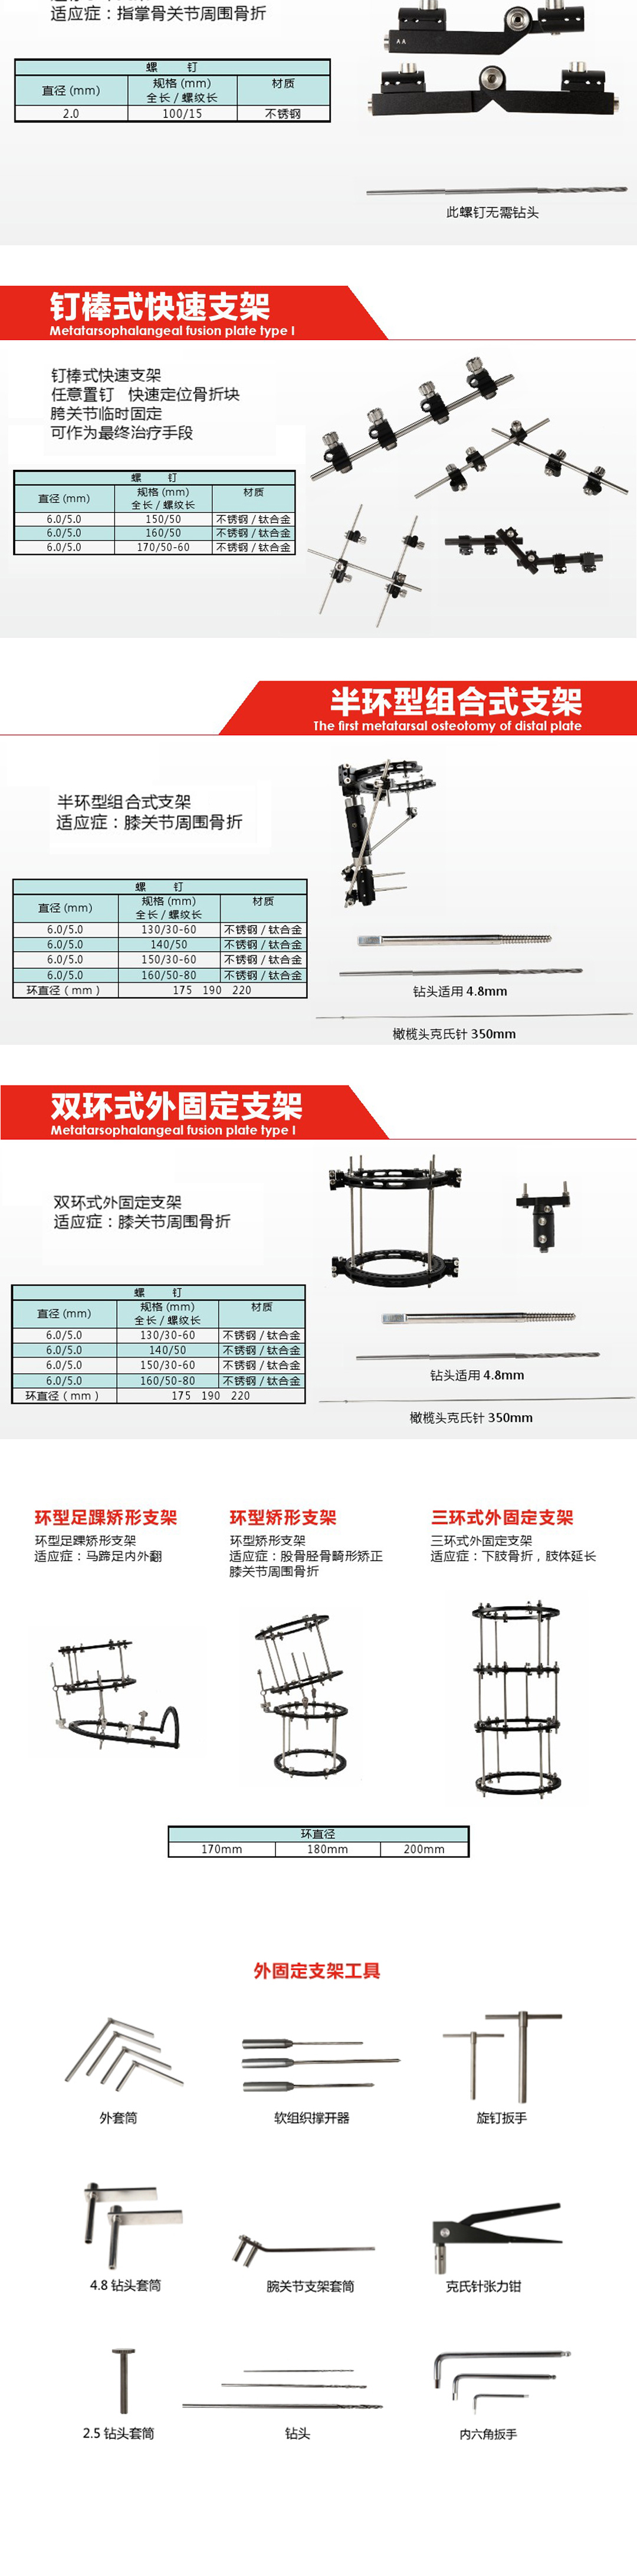 适应症：指掌骨关节周围骨折
螺 钉
直径 (mm) 规格 (mm) 全长 / 螺纹长 材质
2.0 100/15 不锈钢
A A
此螺钉无需钻头
钉棒式快速支架
Metatarsophalangeal fusion plate type I
钉棒式快速支架
任意置钉 快速定位骨折块
胯关节临时固定
可作为最终治疗手段
螺 钉
直径 (mm) 规格 (mm) 全长 / 螺纹长 材质
6.0/5.0 150/50 不锈钢 / 钛合金
6.0/5.0 160/50 不锈钢 / 钛合金
6.0/5.0 170/50-60 不锈钢 / 钛合金
半环型组合式支架
The first metatarsal osteotomy of distal plate
半环型组合式支架
适应症：膝关节周围骨折
螺 钉
直径 (mm) 规格 (mm) 全长 / 螺纹长 材质
6.0/5.0 130/30-60 不锈钢 / 钛合金
6.0/5.0 140/50 不锈钢 / 钛合金
6.0/5.0 150/30-60 不锈钢 / 钛合金
6.0/5.0 160/50-80 不锈钢 / 钛合金
环直径（mm） 175 190 220
钻头适用 4.8mm
橄榄头克氏针 350mm
双环式外固定支架
Metatarsophalangeal fusion plate type I
双环式外固定支架
适应症：膝关节周围骨折
螺 钉
直径 (mm) 规格 (mm) 全长 / 螺纹长 材质
6.0/5.0 130/30-60 不锈钢 / 钛合金
6.0/5.0 140/50 不锈钢 / 钛合金
6.0/5.0 150/30-60 不锈钢 / 钛合金
6.0/5.0 160/50-80 不锈钢 / 钛合金
环直径（mm） 175 190 220
钻头适用 4.8mm
橄榄头克氏针 350mm
环型足踝矫形支架
环型足踝矫形支架
适应症：马蹄足内外翻
环型矫形支架
环型矫形支架
适应症：股骨胫骨畸形矫正
膝关节周围骨折
三环式外固定支架
三环式外固定支架
适应症：下肢骨折，肢体延长
环直径
170mm 180mm 200mm
外固定支架工具
外套筒 软组织撑开器 旋钉扳手
4.8 钻头套筒 腕关节支架套筒 克氏针张力钳
2.5 钻头套筒 钻头 内六角扳手